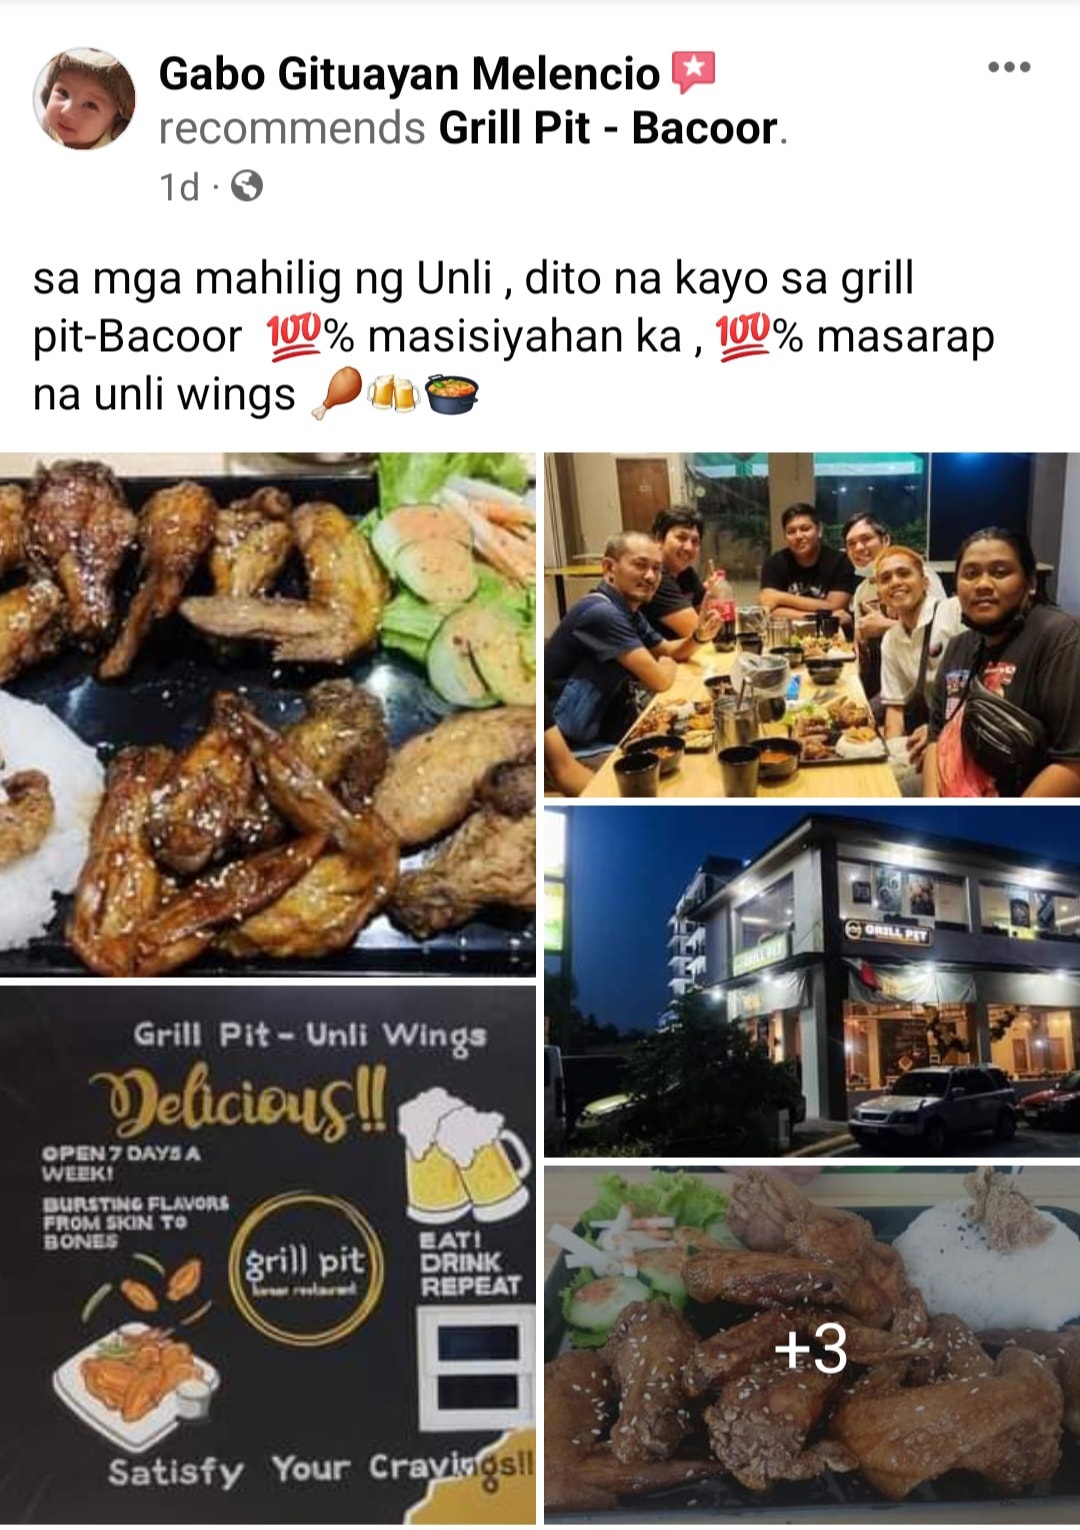 Gabo Gituayan Melencio
recommends Grill Pit - Bacoor.
1d ·
sa mga mahilig ng Unli , dito na kayo sa grill
pit-Bacoor 💯% masisiyahan ka , 💯% masarap
na unli wings 🍗🍻🥘
GRILL PIT
Grill Pit - Unli Wings
Delicious!!
OPEN 7 DAYS A
WEEK!
BURSTING FLAVORS
FROM SKIN TO
BONES
grill pit
EAT!
DRINK
REPEAT
Satisfy Your Cravings!!
+3